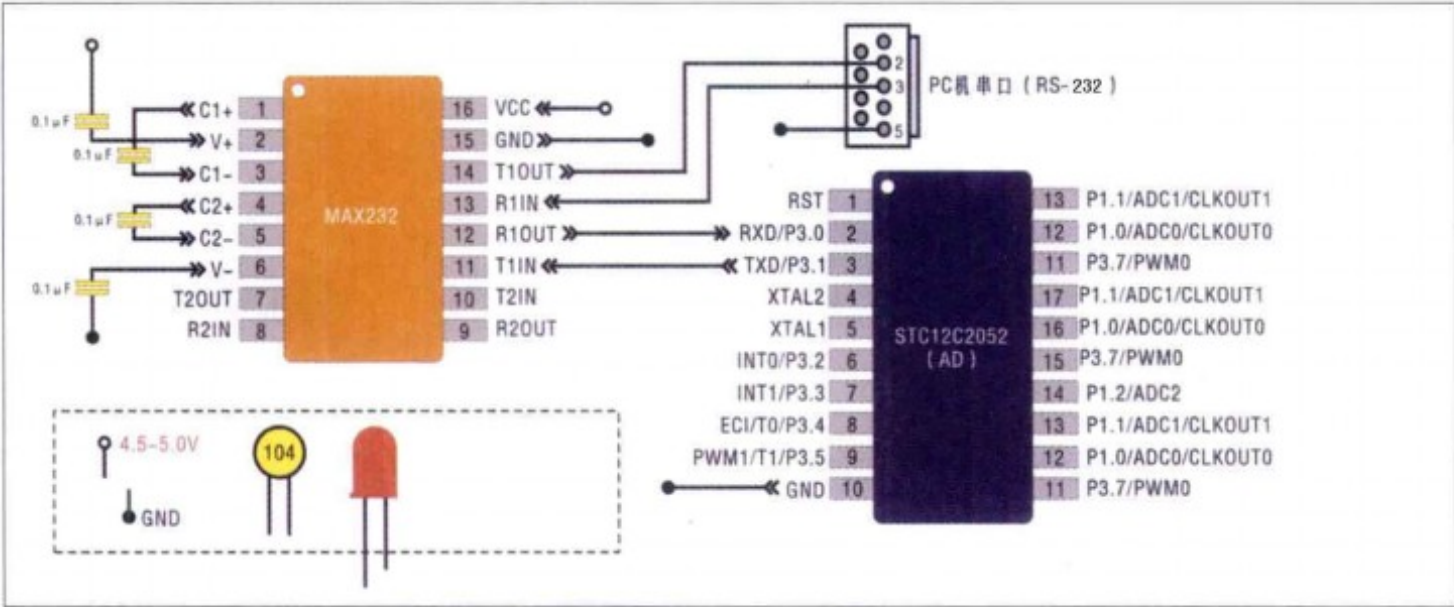 0.1μF
C1+ 1
V+ 2
0.1μF
C1- 3
C2+ 4
0.1μF
C2- 5
V- 6
0.1μF
T2OUT 7
R2IN 8
MAX232
16 VCC
15 GND
14 T1OUT
13 R1IN
12 R1OUT
11 T1IN
10 T2IN
9 R2OUT
2
3
5
PC机串口(RS-232)
RST 1
RXD/P3.0 2
TXD/P3.1 3
XTAL2 4
XTAL1 5
INT0/P3.2 6
INT1/P3.3 7
ECI/T0/P3.4 8
PWM1/T1/P3.5 9
GND 10
STC12C2052
(AD)
13 P1.1/ADC1/CLKOUT1
12 P1.0/ADC0/CLKOUT0
11 P3.7/PWM0
17 P1.1/ADC1/CLKOUT1
16 P1.0/ADC0/CLKOUT0
15 P3.7/PWM0
14 P1.2/ADC2
13 P1.1/ADC1/CLKOUT1
12 P1.0/ADC0/CLKOUT0
11 P3.7/PWM0
4.5-5.0V
GND
104